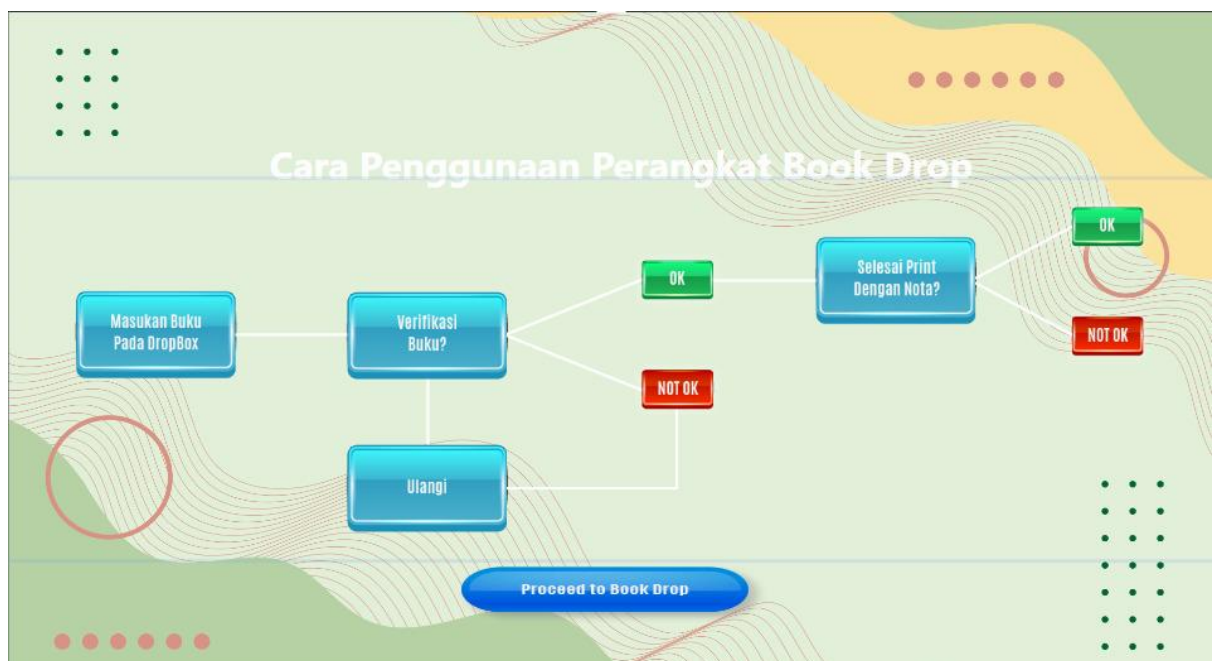 Cara Penggunaan Perangkat Book Drop
Masukan Buku
Pada DropBox
Verifikasi
Buku?
OK
NOT OK
Ulangi
Selesai Print
Dengan Nota?
OK
NOT OK
Proceed to Book Drop